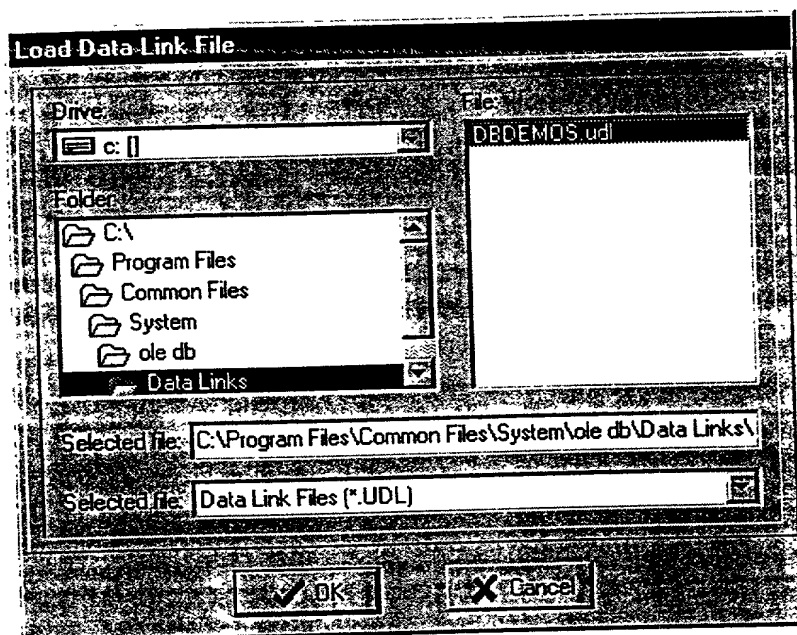 Load Data Link File
Drive:
c: []
Folder:
C:\
Program Files
Common Files
System
ole db
Data Links
File:
DBDEMOS.udl
Selected file: C:\Program Files\Common Files\System\ole db\Data Links\
Selected file: Data Link Files (*.UDL)
OK
Cancel